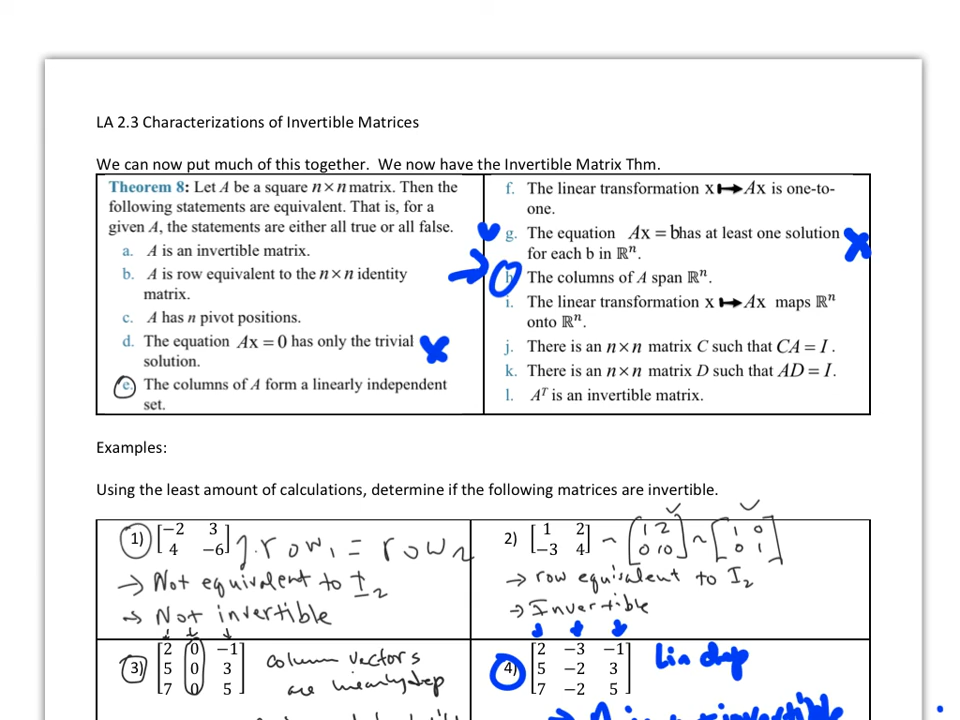 LA 2.3 Characterizations of Invertible Matrices
We can now put much of this together. We now have the Invertible Matrix Thm.
Theorem 8: Let A be a square n×n matrix. Then the
following statements are equivalent. That is, for a
given A, the statements are either all true or all false.
a. A is an invertible matrix.
b. A is row equivalent to the n×n identity
matrix.
c. A has n pivot positions.
d. The equation Ax = 0 has only the trivial
solution.
e. The columns of A form a linearly independent
set.
f. The linear transformation x ↦ Ax is one-to-
one.
g. The equation Ax = b has at least one solution
for each b in ℝⁿ.
h. The columns of A span ℝⁿ.
i. The linear transformation x ↦ Ax maps ℝⁿ
onto ℝⁿ.
j. There is an n×n matrix C such that CA = I.
k. There is an n×n matrix D such that AD = I.
l. Aᵀ is an invertible matrix.
Examples:
Using the least amount of calculations, determine if the following matrices are invertible.
1) [-2 3
4 -6] row1 = row2
→ Not equivalent to I2
→ Not invertible
2) [1 2
-3 4] ~ [1 2
0 10] ~ [1 0
0 1]
→ row equivalent to I2
→ Invertible
3) [2 0 -1
5 0 3
7 0 5]
column vectors
are linearly dep
4) [2 -3 -1
5 -2 3
7 -2 5]
Lin dep